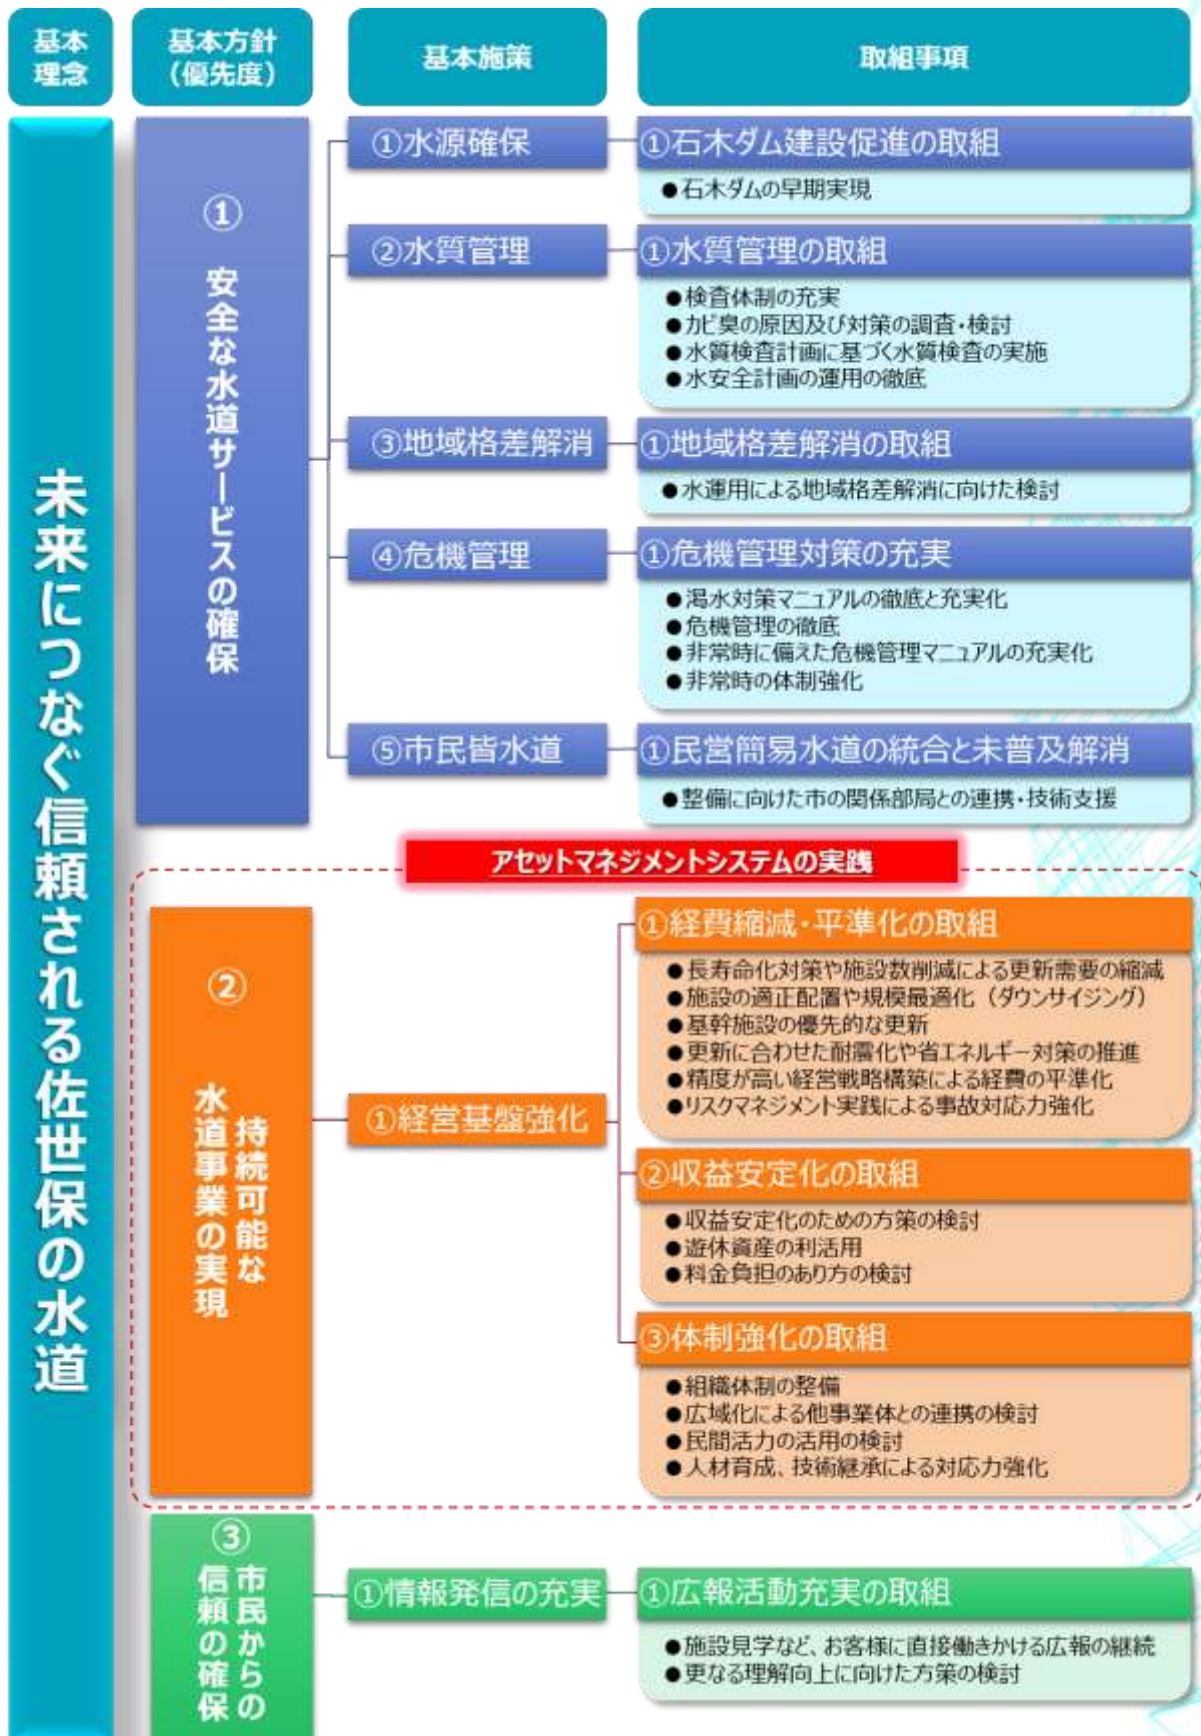 基本
理念
基本方針
（優先度）
基本施策
取組事項
未来につなぐ信頼される佐世保の水道
①
安全な水道サービスの確保
①水源確保
①石木ダム建設促進の取組
●石木ダムの早期実現
②水質管理
①水質管理の取組
●検査体制の充実
●カビ臭の原因及び対策の調査・検討
●水質検査計画に基づく水質検査の実施
●水安全計画の運用の徹底
③地域格差解消
①地域格差解消の取組
●水運用による地域格差解消に向けた検討
④危機管理
①危機管理対策の充実
●渇水対策マニュアルの徹底と充実化
●危機管理の徹底
●非常時に備えた危機管理マニュアルの充実化
●非常時の体制強化
⑤市民皆水道
①民営簡易水道の統合と未普及解消
●整備に向けた市の関係部局との連携・技術支援
アセットマネジメントシステムの実践
②
持続可能な
水道事業の実現
①経営基盤強化
①経費縮減・平準化の取組
●長寿命化対策や施設数削減による更新需要の縮減
●施設の適正配置や規模最適化（ダウンサイジング）
●基幹施設の優先的な更新
●更新に合わせた耐震化や省エネルギー対策の推進
●精度が高い経営戦略構築による経費の平準化
●リスクマネジメント実践による事故対応力強化
②収益安定化の取組
●収益安定化のための方策の検討
●遊休資産の利活用
●料金負担のあり方の検討
③体制強化の取組
●組織体制の整備
●広域化による他事業体との連携の検討
●民間活力の活用の検討
●人材育成、技術継承による対応力強化
③
市民からの
信頼の確保
①情報発信の充実
①広報活動充実の取組
●施設見学など、お客様に直接働きかける広報の継続
●更なる理解向上に向けた方策の検討